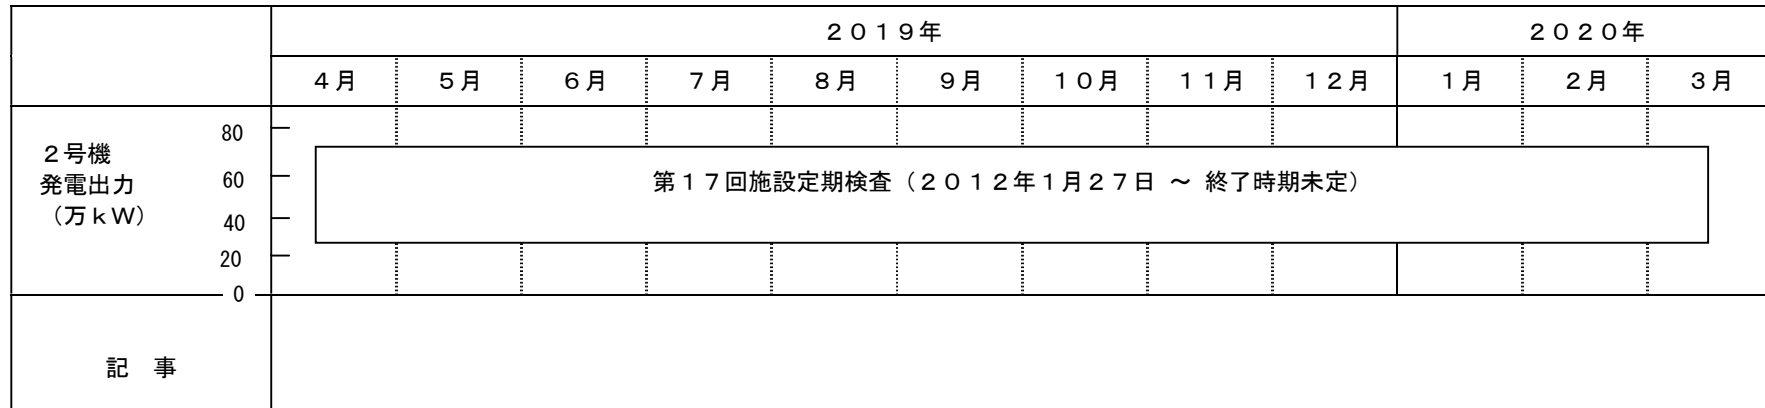 ２０１９年 ２０２０年
４月 ５月 ６月 ７月 ８月 ９月 １０月 １１月 １２月 １月 ２月 ３月
80
２号機
発電出力
（万ｋＷ）
60
40
20
0
第１７回施設定期検査（２０１２年１月２７日 ～ 終了時期未定）
記　事